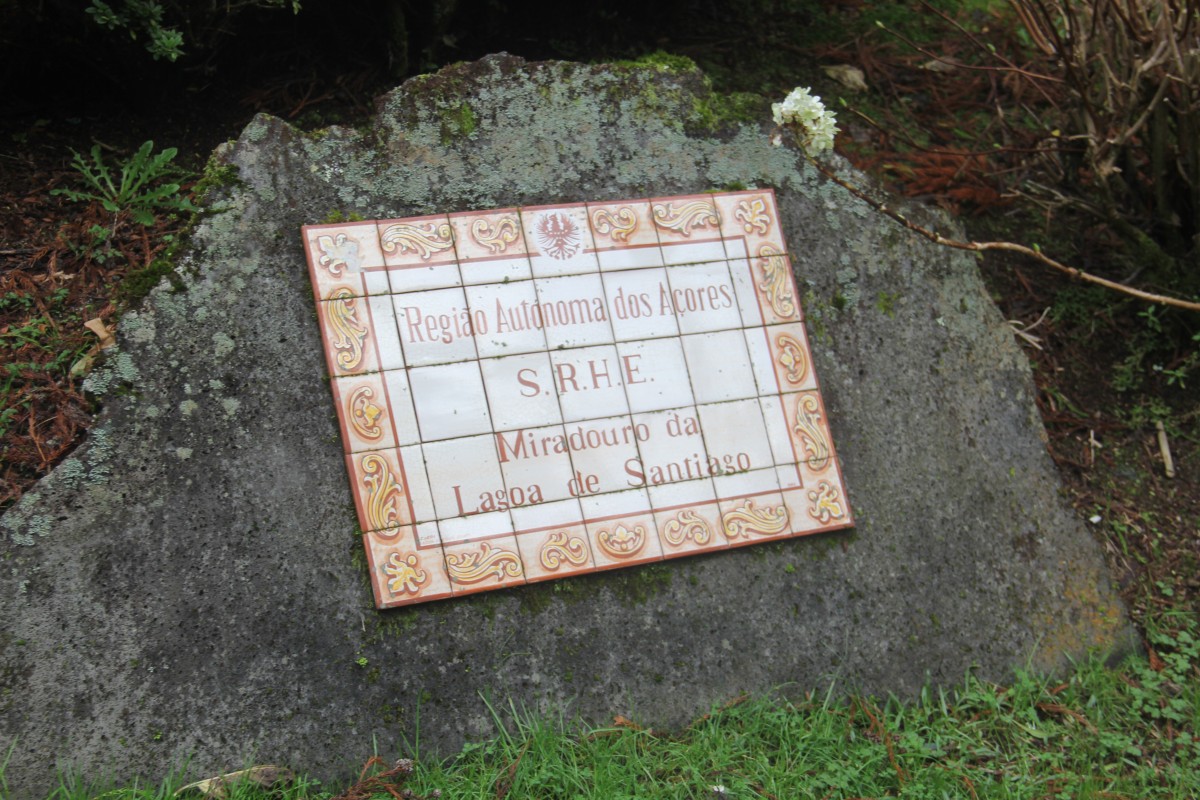 Região Autónoma dos Açores
S.R.H.E.
Miradouro da
Lagoa de Santiago